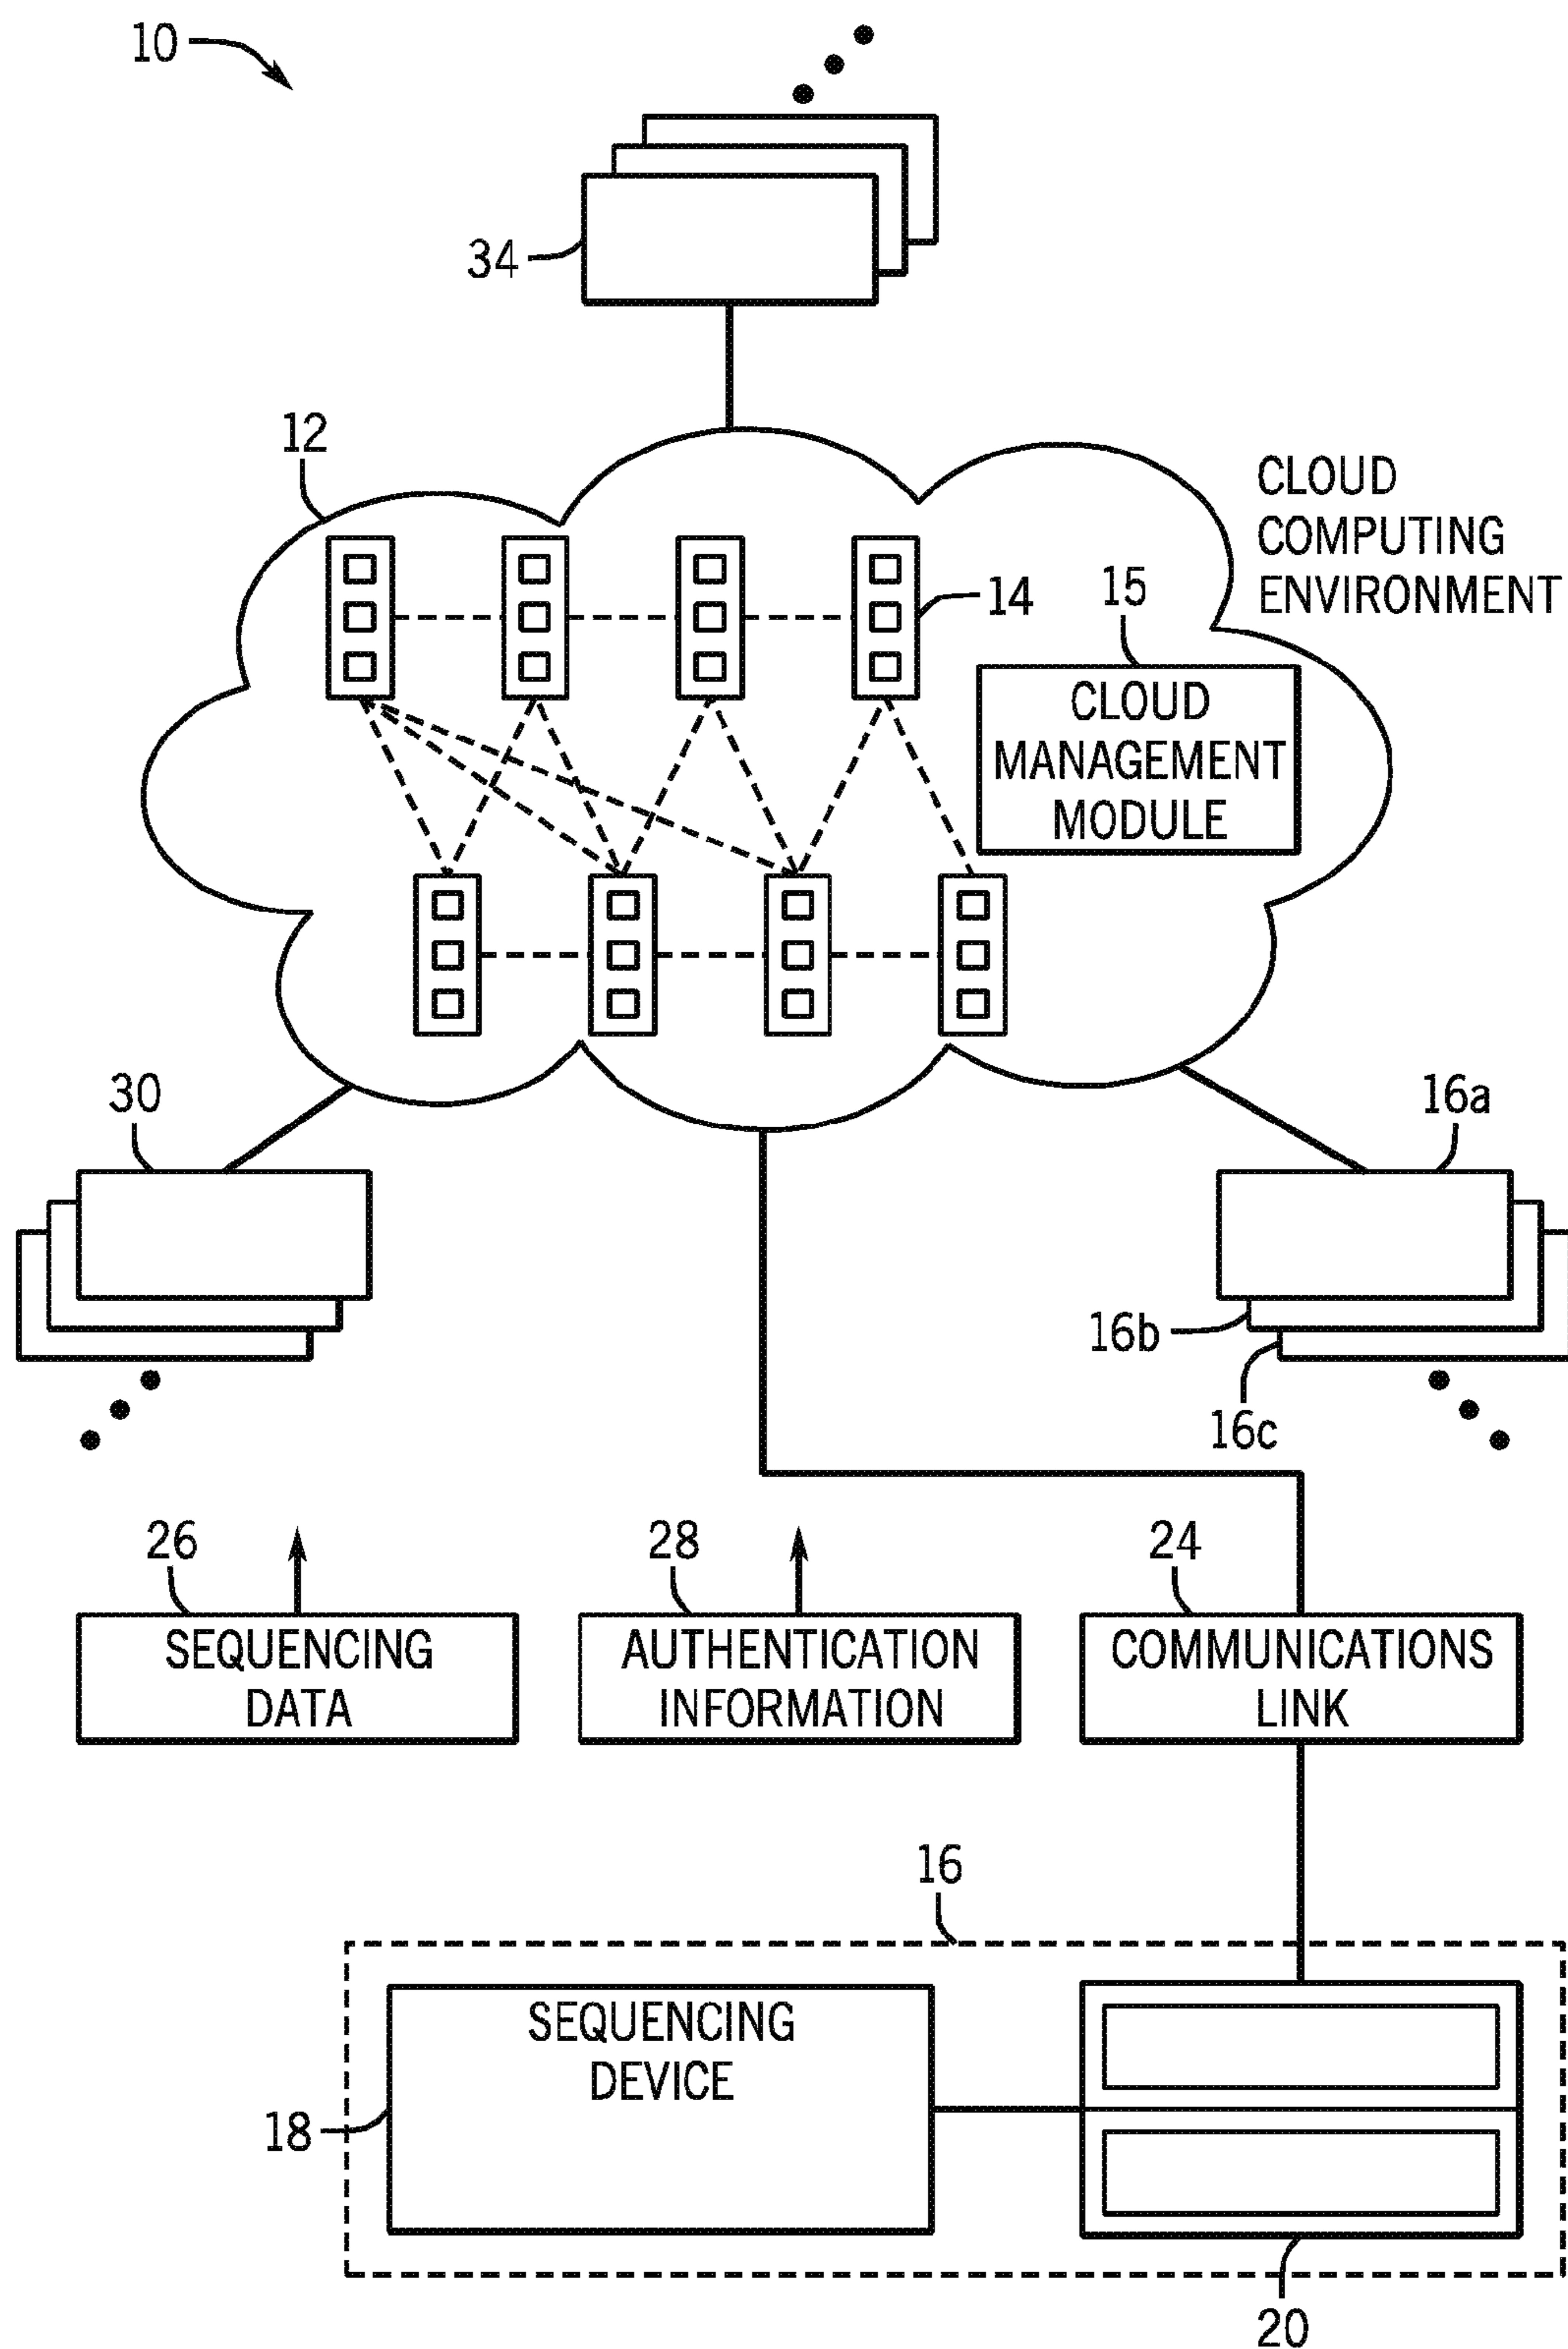 10
34
12
CLOUD
COMPUTING
ENVIRONMENT
14
15
CLOUD
MANAGEMENT
MODULE
30
16a
16b
16c
26
28
24
SEQUENCING
DATA
AUTHENTICATION
INFORMATION
COMMUNICATIONS
LINK
16
SEQUENCING
DEVICE
18
20